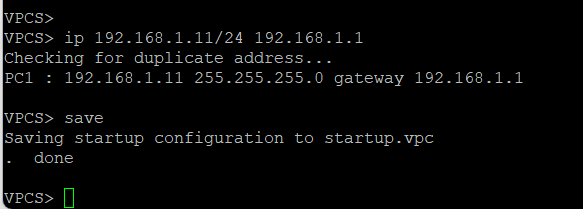 VPCS>
VPCS> ip 192.168.1.11/24 192.168.1.1
Checking for duplicate address...
PC1 : 192.168.1.11 255.255.255.0 gateway 192.168.1.1
VPCS> save
Saving startup configuration to startup.vpc
.  done
VPCS>